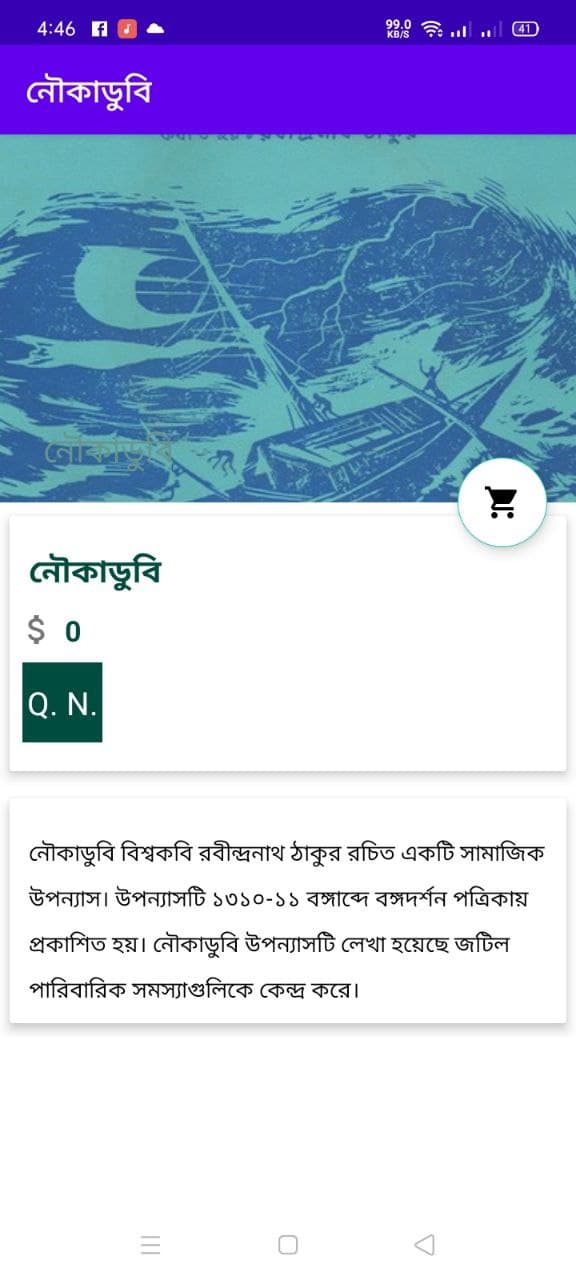 4:46
99.0
KB/S
41
নৌকাডুবি
নৌকাডুবি
নৌকাডুবি
$ 0
Q. N.
নৌকাডুবি বিশ্বকবি রবীন্দ্রনাথ ঠাকুর রচিত একটি সামাজিক
উপন্যাস। উপন্যাসটি ১৩১০-১১ বঙ্গাব্দে বঙ্গদর্শন পত্রিকায়
প্রকাশিত হয়। নৌকাডুবি উপন্যাসটি লেখা হয়েছে জটিল
পারিবারিক সমস্যাগুলিকে কেন্দ্র করে।